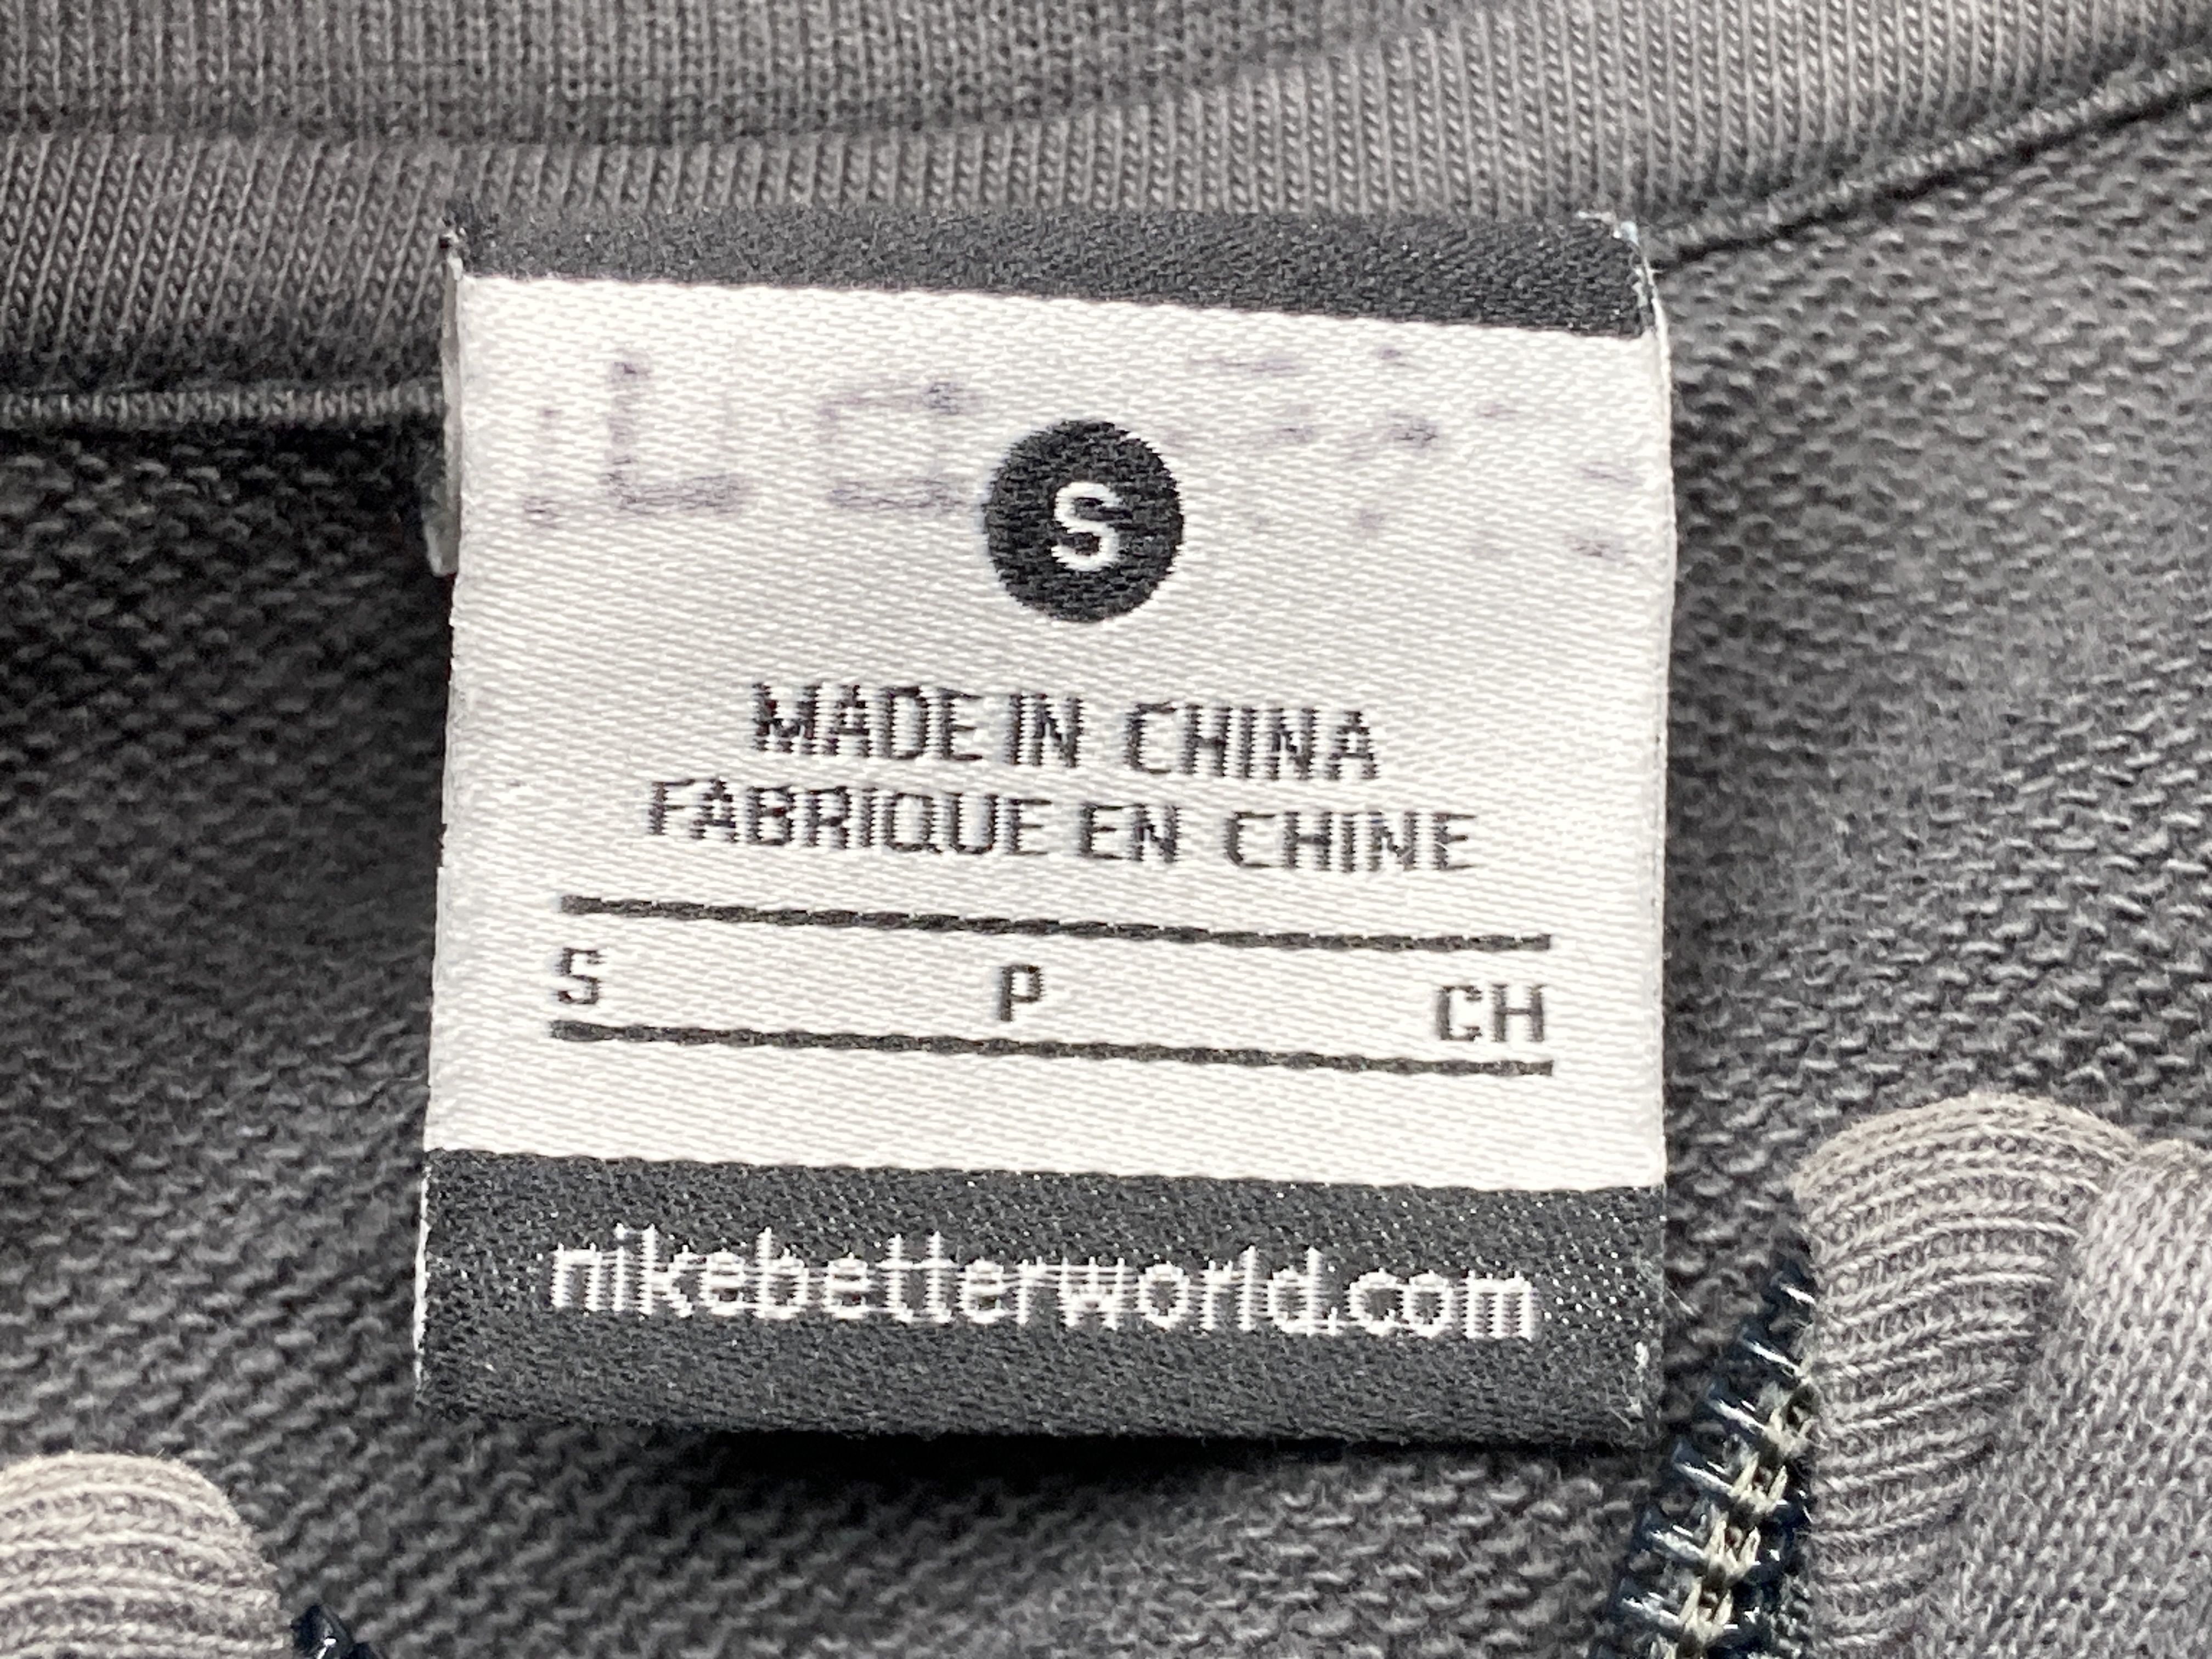 S
MADE IN CHINA
FABRIQUE EN CHINE
S P CH
nikebetterworld.com